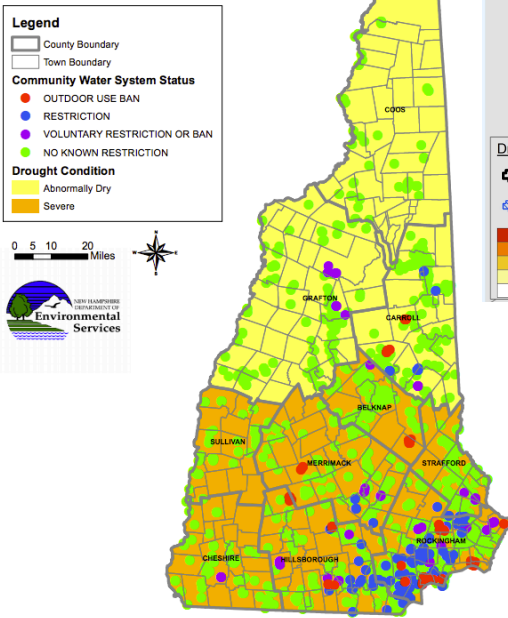 Legend
County Boundary
Town Boundary
Community Water System Status
OUTDOOR USE BAN
RESTRICTION
VOLUNTARY RESTRICTION OR BAN
NO KNOWN RESTRICTION
Drought Condition
Abnormally Dry
Severe
0 5 10 20
Miles
N
W E
S
NEW HAMPSHIRE
DEPARTMENT OF
Environmental
Services
COOS
GRAFTON
CARROLL
BELKNAP
SULLIVAN
MERRIMACK
STRAFFORD
ROCKINGHAM
CHESHIRE
HILLSBOROUGH